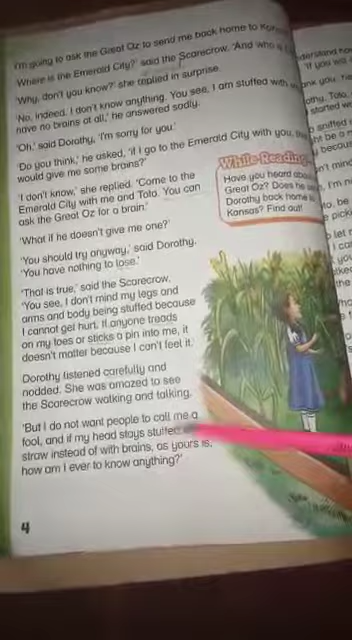 I'm going to ask the Great Oz to send me back home to
'Where is the Emerald City?' said the Scarecrow. 'And who is
'Why, don't you know?' she replied in surprise.
'No, indeed. I don't know anything. You see, I am stuffed with
have no brains at all,' he answered sadly.
'Oh,' said Dorothy, 'I'm sorry for you.'
'Do you think,' he asked, 'if I go to the Emerald City with you,
would give me some brains?'
'I don't know,' she replied. 'Come to the
Emerald City with me and Toto. You can
ask the Great Oz for a brain.'
'What if he doesn't give me one?'
'You should try anyway,' said Dorothy.
'You have nothing to lose.'
'That is true,' said the Scarecrow.
'You see, I don't mind my legs and
arms and body being stuffed because
I cannot get hurt. If anyone treads
on my toes or sticks a pin into me, it
doesn't matter because I can't feel it.'
Dorothy listened carefully and
nodded. She was amazed to see
the Scarecrow walking and talking.
'But I do not want people to call me a
fool, and if my head stays stuffed
straw instead of with brains, as yours is,
how am I ever to know anything?'
While Reading
Have you heard about
Great Oz? Does he
Dorothy back home
Kansas? Find out!
4